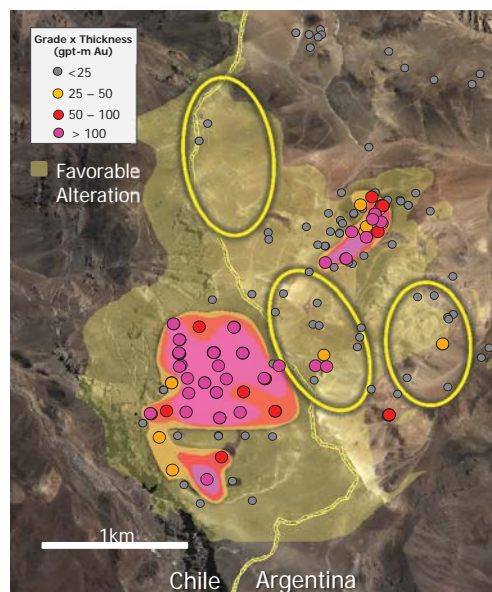 Grade x Thickness
(gpt-m Au)
<25
25 – 50
50 – 100
> 100
Favorable
Alteration
1km
Chile
Argentina